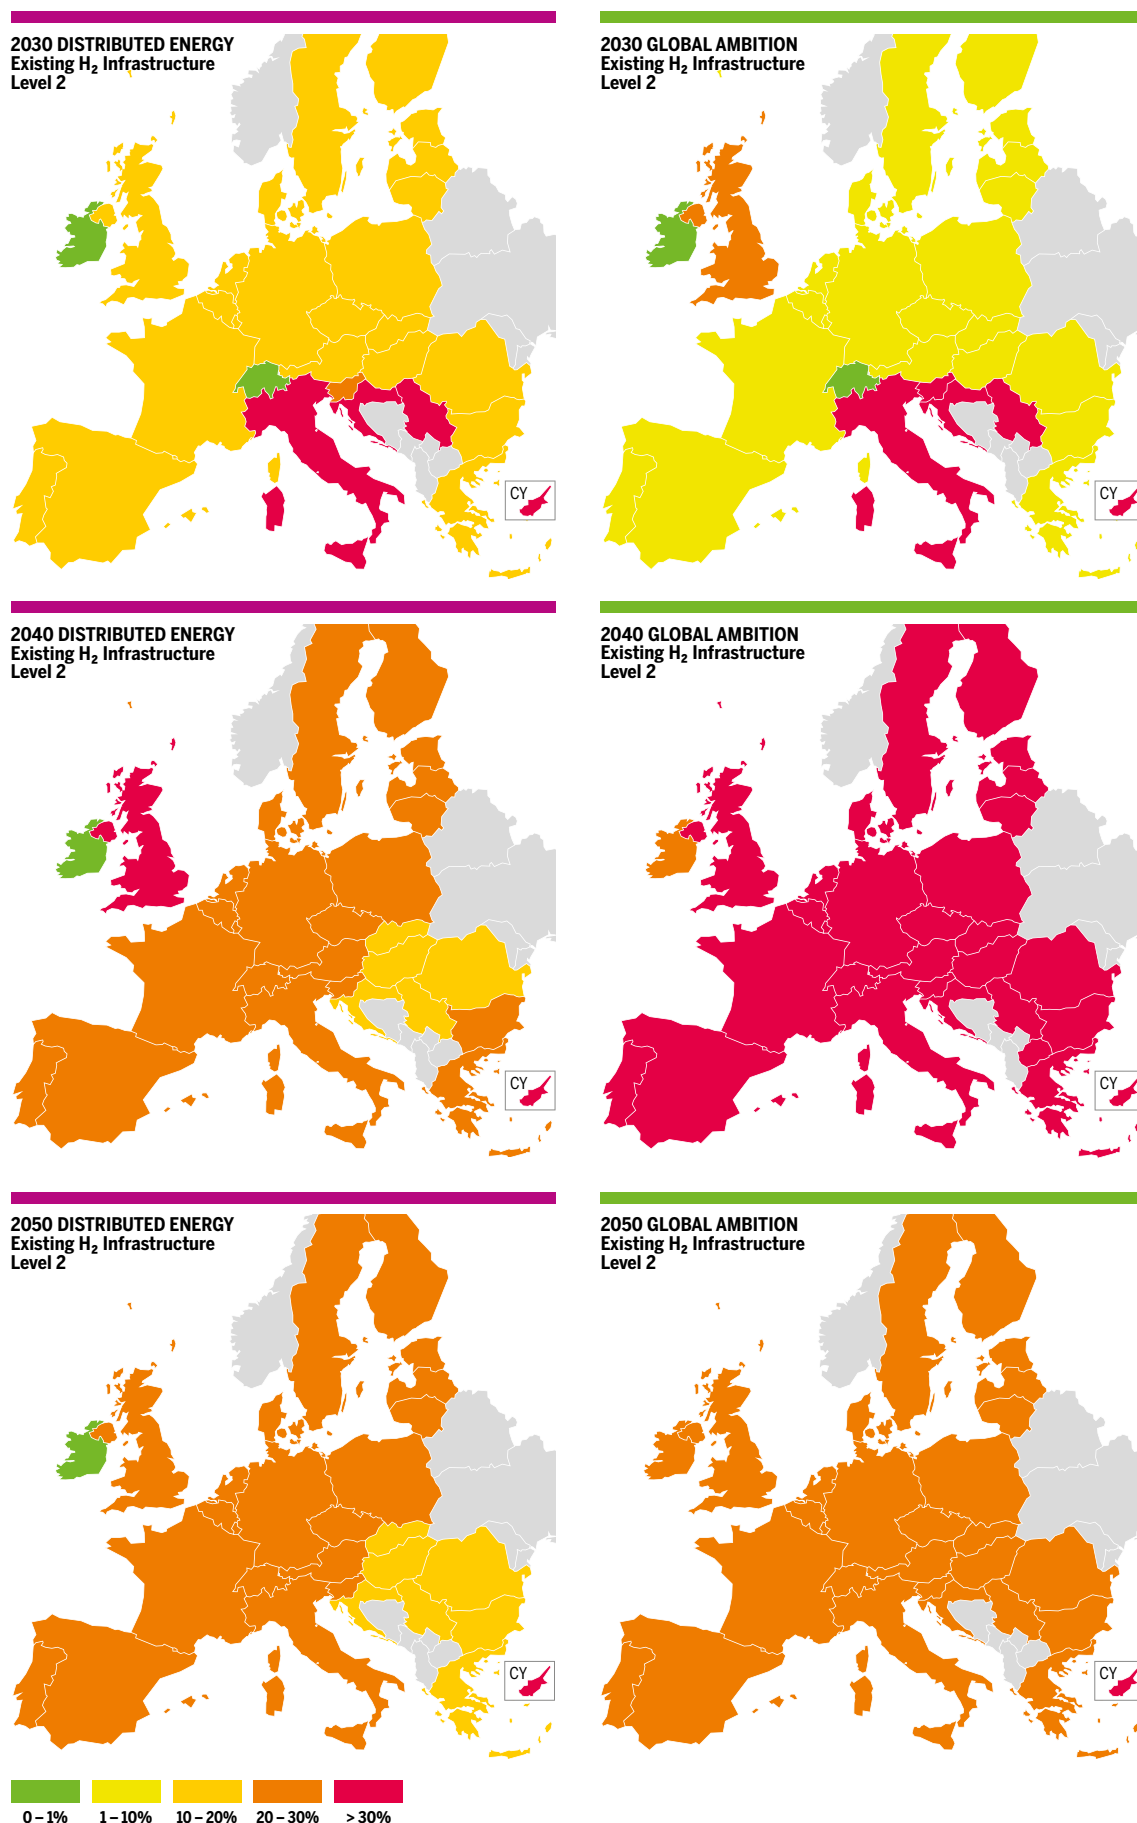 2030 DISTRIBUTED ENERGY
Existing H₂ Infrastructure
Level 2
CY
2030 GLOBAL AMBITION
Existing H₂ Infrastructure
Level 2
CY
2040 DISTRIBUTED ENERGY
Existing H₂ Infrastructure
Level 2
CY
2040 GLOBAL AMBITION
Existing H₂ Infrastructure
Level 2
CY
2050 DISTRIBUTED ENERGY
Existing H₂ Infrastructure
Level 2
CY
2050 GLOBAL AMBITION
Existing H₂ Infrastructure
Level 2
CY
0 – 1% 1 – 10% 10 – 20% 20 – 30% > 30%